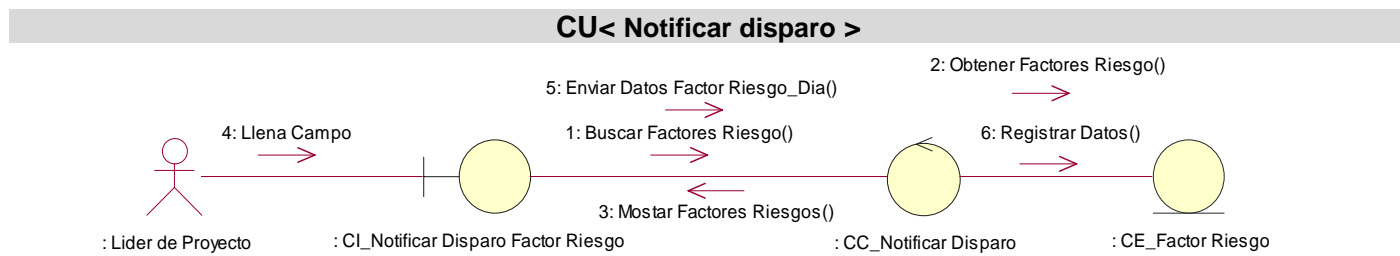 CU< Notificar disparo >
2: Obtener Factores Riesgo()
5: Enviar Datos Factor Riesgo_Dia()
4: Llena Campo
1: Buscar Factores Riesgo()
6: Registrar Datos()
3: Mostar Factores Riesgos()
: Lider de Proyecto
: CI_Notificar Disparo Factor Riesgo
: CC_Notificar Disparo
: CE_Factor Riesgo